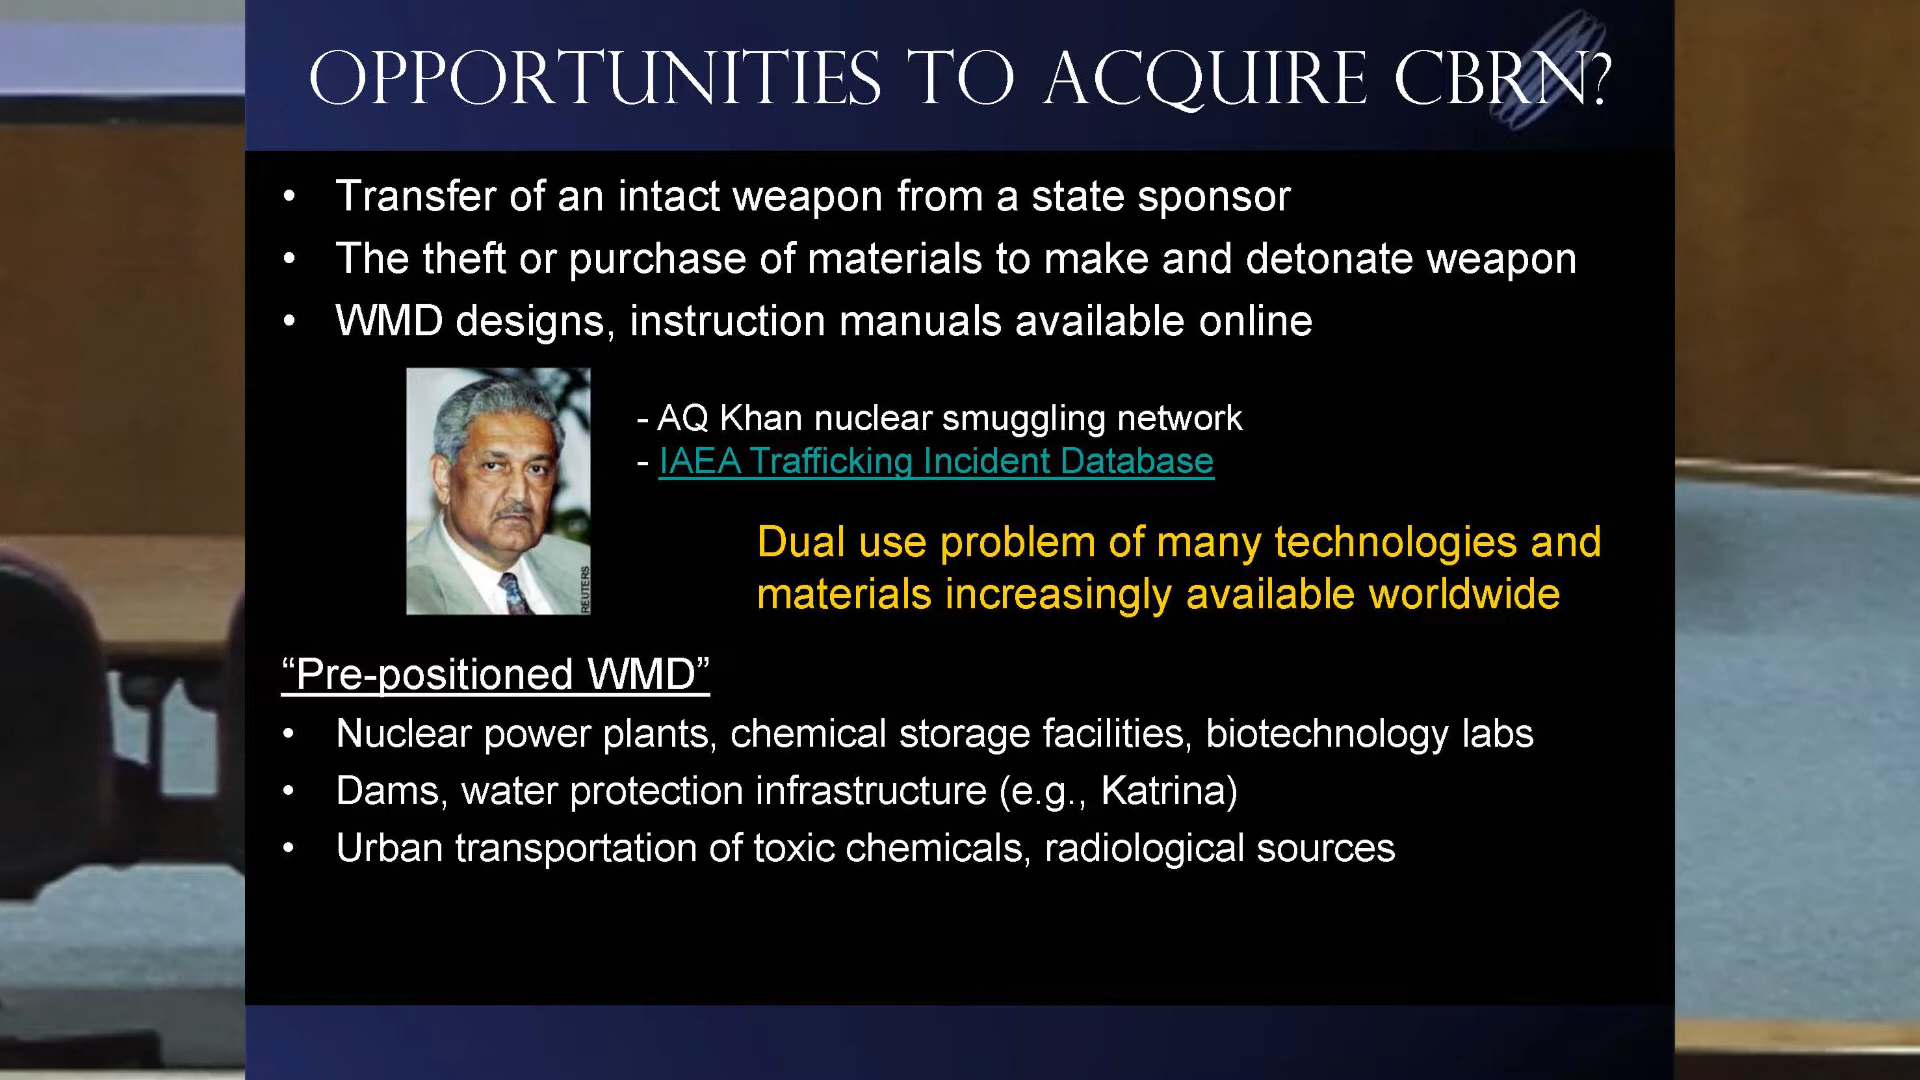 OPPORTUNITIES TO ACQUIRE CBRN?
• Transfer of an intact weapon from a state sponsor
• The theft or purchase of materials to make and detonate weapon
• WMD designs, instruction manuals available online
- AQ Khan nuclear smuggling network
- IAEA Trafficking Incident Database
REUTERS
Dual use problem of many technologies and
materials increasingly available worldwide
“Pre-positioned WMD”
• Nuclear power plants, chemical storage facilities, biotechnology labs
• Dams, water protection infrastructure (e.g., Katrina)
• Urban transportation of toxic chemicals, radiological sources